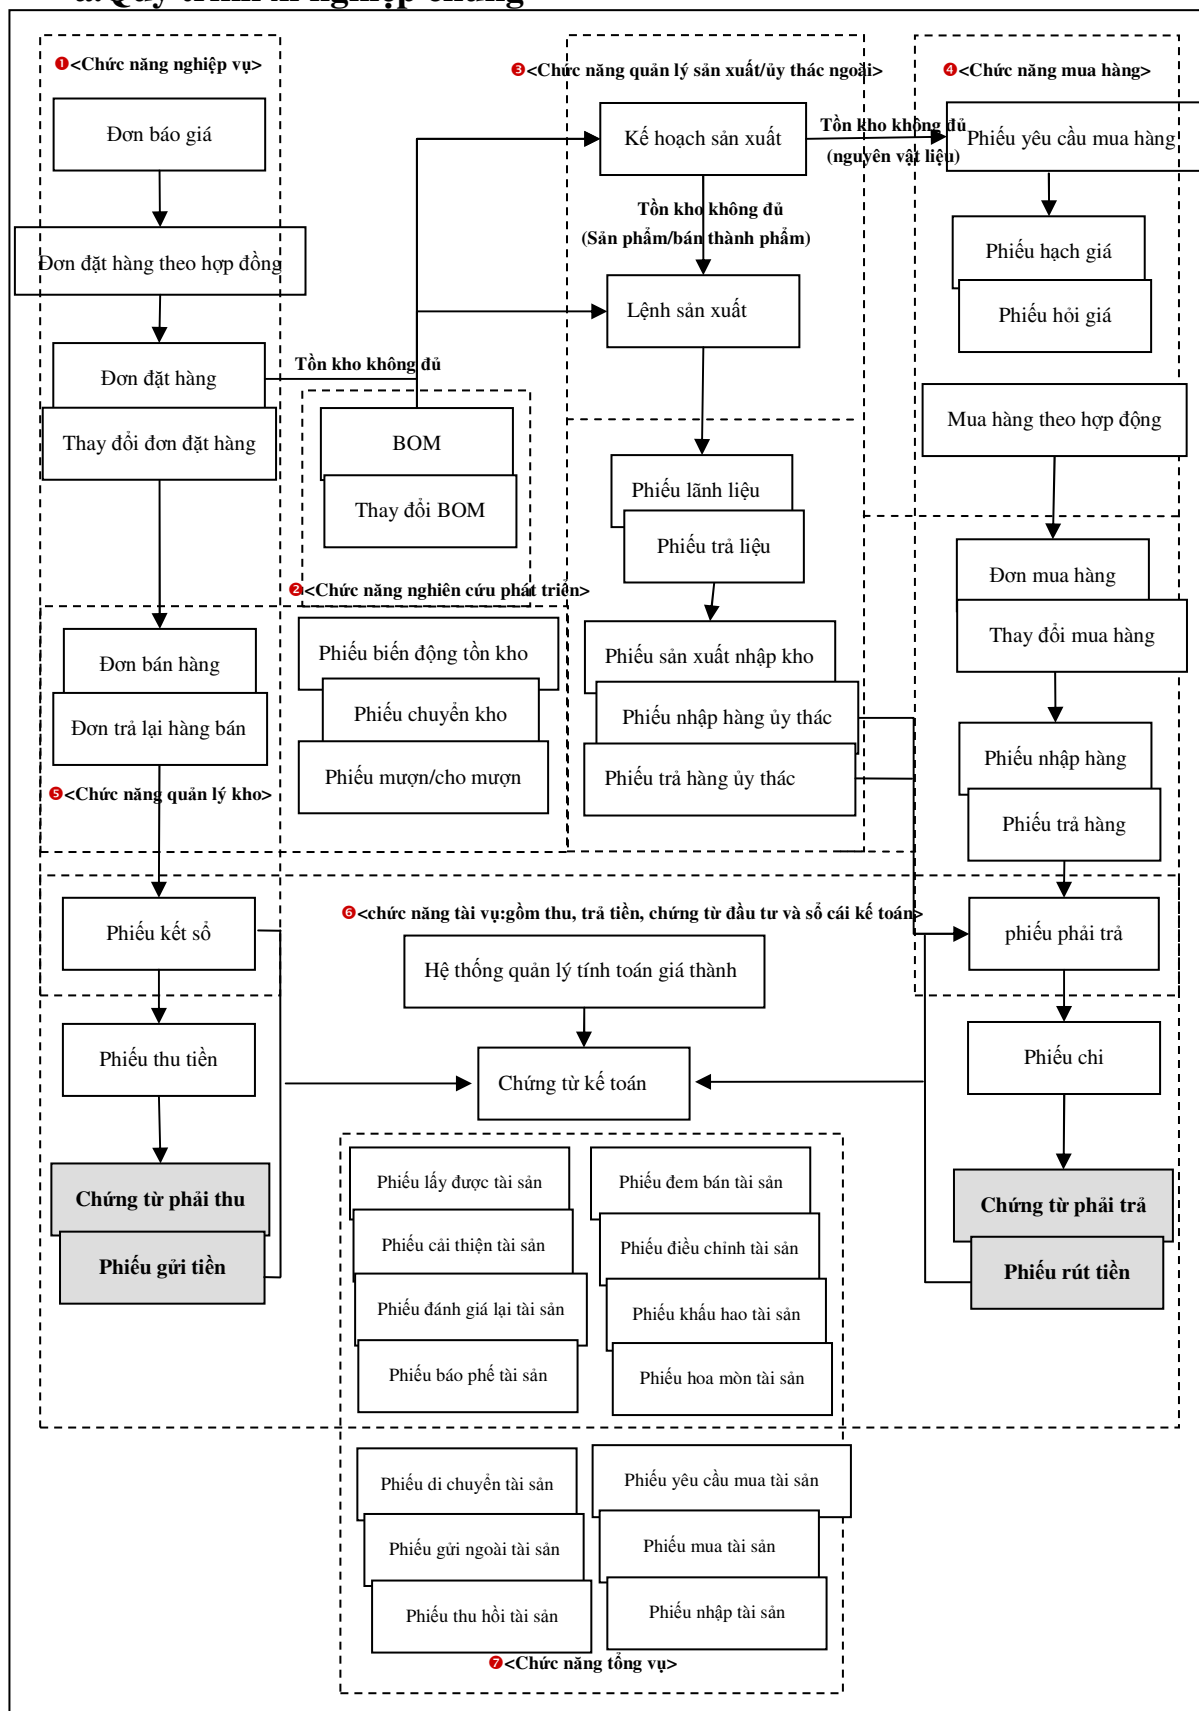 a.Quy trình xí nghiệp chung
❶<Chức năng nghiệp vụ>
Đơn báo giá
Đơn đặt hàng theo hợp đồng
Đơn đặt hàng
Thay đổi đơn đặt hàng
Tồn kho không đủ
BOM
Thay đổi BOM
❷<Chức năng nghiên cứu phát triển>
❸<Chức năng quản lý sản xuất/ủy thác ngoài>
Kế hoạch sản xuất
Tồn kho không đủ
(nguyên vật liệu)
Tồn kho không đủ
(Sản phẩm/bán thành phẩm)
Lệnh sản xuất
Phiếu lãnh liệu
Phiếu trả liệu
Phiếu sản xuất nhập kho
Phiếu nhập hàng ủy thác
Phiếu trả hàng ủy thác
❹<Chức năng mua hàng>
Phiếu yêu cầu mua hàng
Phiếu hạch giá
Phiếu hỏi giá
Mua hàng theo hợp động
Đơn mua hàng
Thay đổi mua hàng
Phiếu nhập hàng
Phiếu trả hàng
Đơn bán hàng
Đơn trả lại hàng bán
❺<Chức năng quản lý kho>
Phiếu biến động tồn kho
Phiếu chuyển kho
Phiếu mượn/cho mượn
❻<chức năng tài vụ:gồm thu, trả tiền, chứng từ đầu tư và sổ cái kế toán>
Phiếu kết sổ
Hệ thống quản lý tính toán giá thành
phiếu phải trả
Phiếu thu tiền
Chứng từ kế toán
Phiếu chi
Chứng từ phải thu
Phiếu gửi tiền
Chứng từ phải trả
Phiếu rút tiền
Phiếu lấy được tài sản
Phiếu đem bán tài sản
Phiếu cải thiện tài sản
Phiếu điều chỉnh tài sản
Phiếu đánh giá lại tài sản
Phiếu khấu hao tài sản
Phiếu báo phế tài sản
Phiếu hoa mòn tài sản
Phiếu di chuyển tài sản
Phiếu yêu cầu mua tài sản
Phiếu gửi ngoài tài sản
Phiếu mua tài sản
Phiếu thu hồi tài sản
Phiếu nhập tài sản
❼<Chức năng tổng vụ>